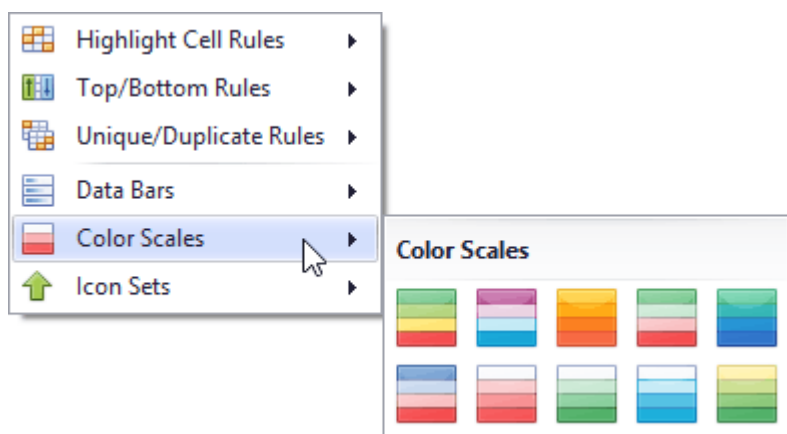 Highlight Cell Rules
Top/Bottom Rules
Unique/Duplicate Rules
Data Bars
Color Scales
Icon Sets
Color Scales